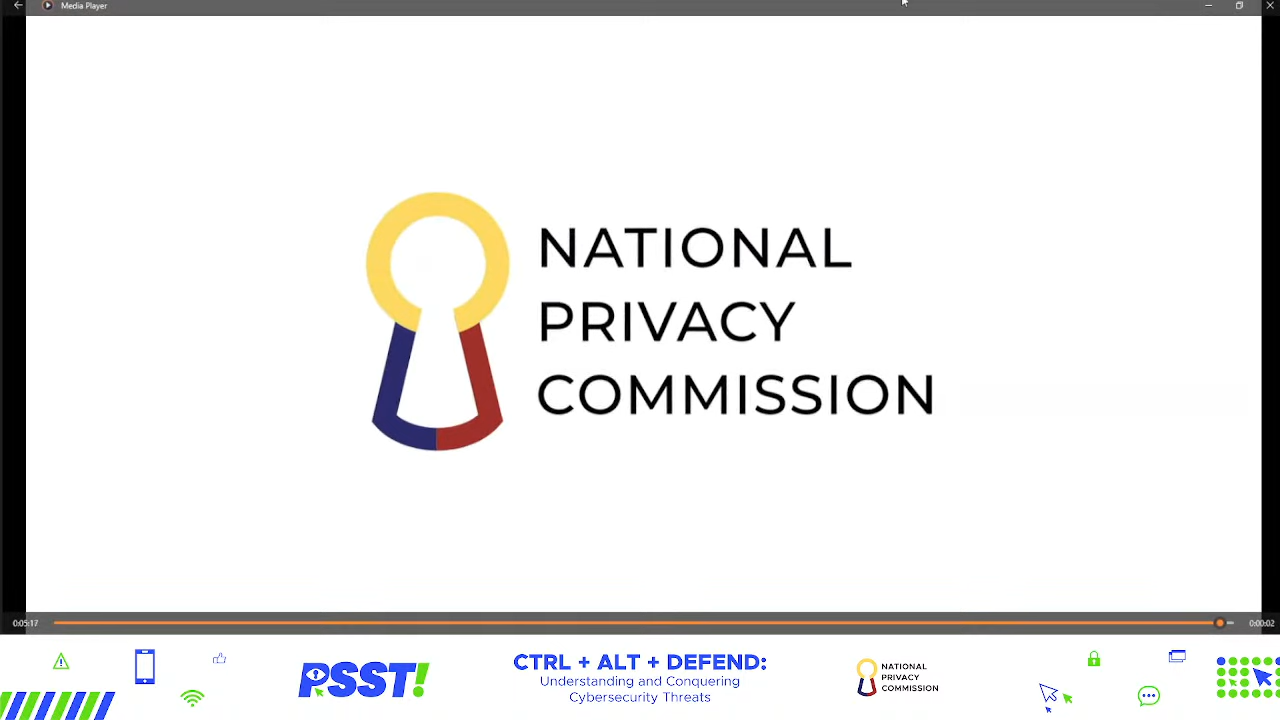 Media Player
NATIONAL
PRIVACY
COMMISSION
0:05:17
0:00:02
PSST!
CTRL + ALT + DEFEND:
Understanding and Conquering
Cybersecurity Threats
NATIONAL
PRIVACY
COMMISSION